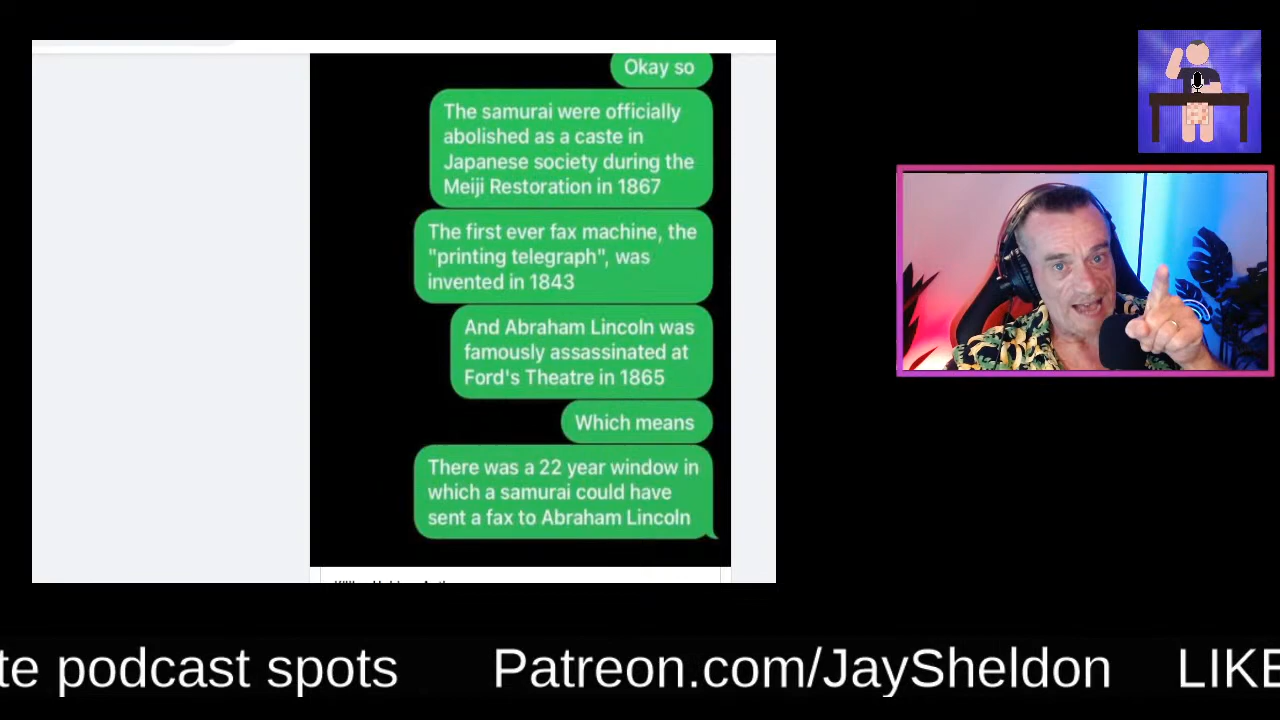 Okay so
The samurai were officially
abolished as a caste in
Japanese society during the
Meiji Restoration in 1867
The first ever fax machine, the
"printing telegraph", was
invented in 1843
And Abraham Lincoln was
famously assassinated at
Ford's Theatre in 1865
Which means
There was a 22 year window in
which a samurai could have
sent a fax to Abraham Lincoln
te podcast spots Patreon.com/JaySheldon LIKE